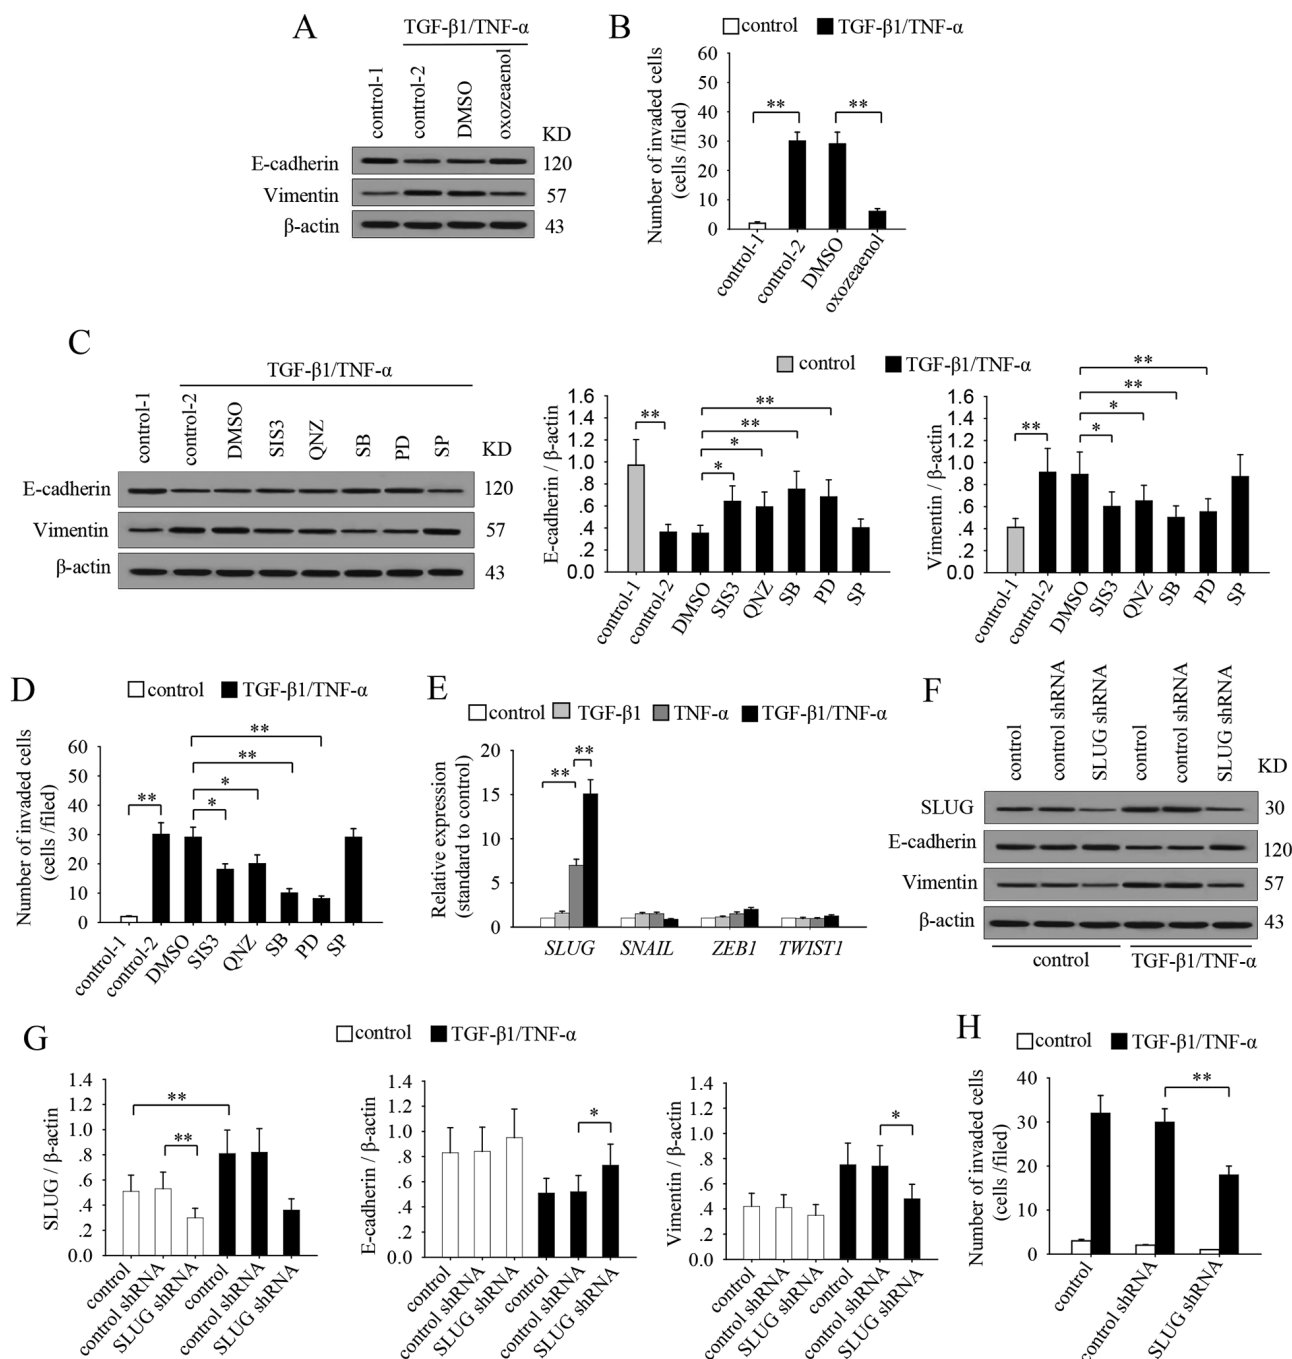 A
TGF-β1/TNF-α
control-1
control-2
DMSO
oxozeaenol
KD
E-cadherin
120
Vimentin
57
β-actin
43
B
control
TGF-β1/TNF-α
Number of invaded cells
(cells /filed)
60
50
40
30
20
10
0
control-1
control-2
DMSO
oxozeaenol
**
**
C
TGF-β1/TNF-α
control-1
control-2
DMSO
SIS3
QNZ
SB
PD
SP
KD
E-cadherin
120
Vimentin
57
β-actin
43
control
TGF-β1/TNF-α
E-cadherin / β-actin
1.6
1.4
1.2
1.0
.8
.6
.4
.2
0.0
**
*
*
**
**
control-1
control-2
DMSO
SIS3
QNZ
SB
PD
SP
Vimentin / β-actin
1.6
1.4
1.2
1.0
.8
.6
.4
.2
0.0
**
*
*
**
**
control-1
control-2
DMSO
SIS3
QNZ
SB
PD
SP
D
control
TGF-β1/TNF-α
Number of invaded cells
(cells /filed)
60
50
40
30
20
10
0
**
*
*
**
**
control-1
control-2
DMSO
SIS3
QNZ
SB
PD
SP
E
control
TGF-β1
TNF-α
TGF-β1/TNF-α
Relative expression
(standard to control)
20
15
10
5
0
**
**
SLUG
SNAIL
ZEB1
TWIST1
F
control
control shRNA
SLUG shRNA
control
control shRNA
SLUG shRNA
KD
SLUG
30
E-cadherin
120
Vimentin
57
β-actin
43
control
TGF-β1/TNF-α
G
control
TGF-β1/TNF-α
SLUG / β-actin
1.4
1.2
1.0
.8
.6
.4
.2
0.0
**
**
control
control shRNA
SLUG shRNA
control
control shRNA
SLUG shRNA
E-cadherin / β-actin
1.4
1.2
1.0
.8
.6
.4
.2
0.0
*
control
control shRNA
SLUG shRNA
control
control shRNA
SLUG shRNA
Vimentin / β-actin
1.4
1.2
1.0
.8
.6
.4
.2
0.0
*
control
control shRNA
SLUG shRNA
control
control shRNA
SLUG shRNA
H
control
TGF-β1/TNF-α
Number of invaded cells
(cells /filed)
40
30
20
10
0
**
control
control shRNA
SLUG shRNA